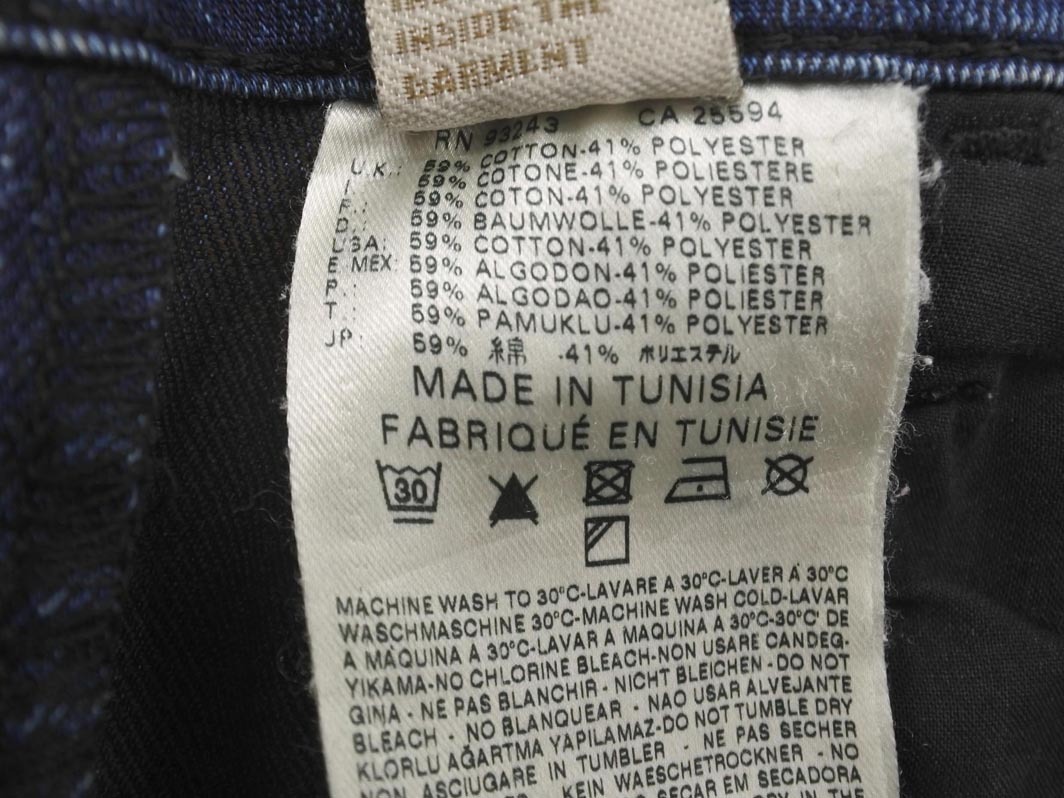 INSIDE THE
GARMENT
RN 93243 CA 25594
U.K.: 59% COTTON-41% POLYESTER
I.: 59% COTONE-41% POLIESTERE
F.: 59% COTON-41% POLYESTER
D.: 59% BAUMWOLLE-41% POLYESTER
USA: 59% COTTON-41% POLYESTER
E MEX: 59% ALGODON-41% POLIESTER
P.: 59% ALGODAO-41% POLIESTER
T.: 59% PAMUKLU-41% POLYESTER
JP: 59% 綿 -41% ポリエステル
MADE IN TUNISIA
FABRIQUÉ EN TUNISIE
30
MACHINE WASH TO 30°C-LAVARE A 30°C-LAVER A 30°C
WASCHMASCHINE 30°C-MACHINE WASH COLD-LAVAR
A MAQUINA A 30°C-LAVAR A MAQUINA A 30°C-30°C DE
YIKAMA-NO CHLORINE BLEACH-NON USARE CANDEG-
GINA - NE PAS BLANCHIR - NICHT BLEICHEN - DO NOT
BLEACH - NO BLANQUEAR - NAO USAR ALVEJANTE
KLORLU AĞARTMA YAPILAMAZ-DO NOT TUMBLE DRY
NON ASCIUGARE IN TUMBLER - NE PAS SECHER
KEIN WAESCHETROCKNER - NO
SECAR EM SECADORA
DRY IN THE